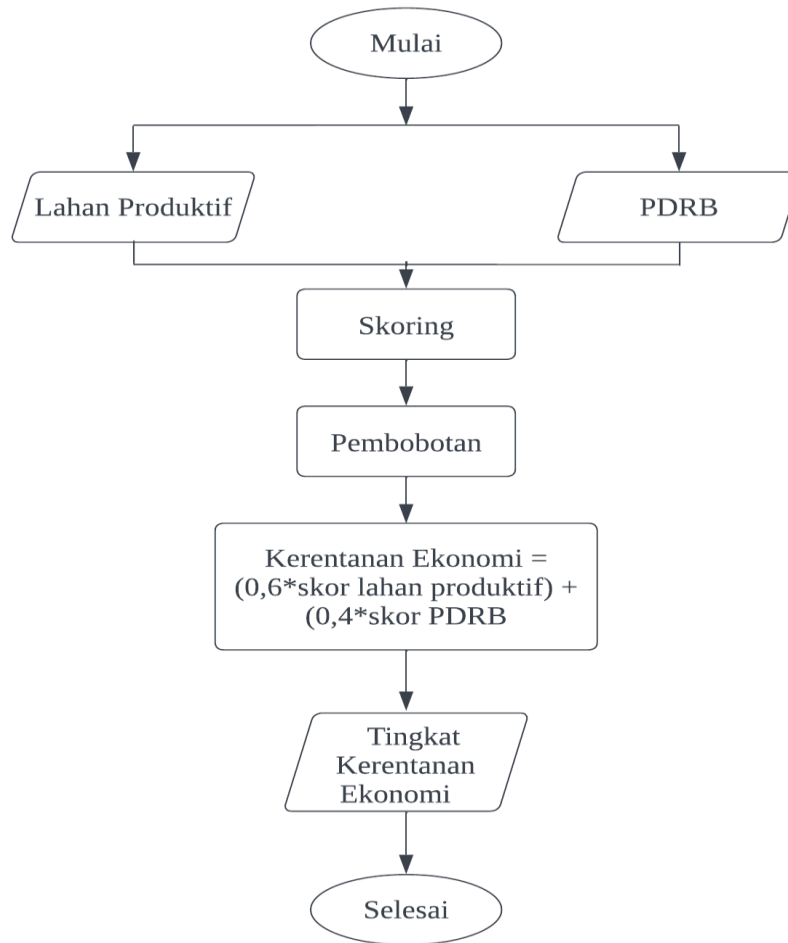 Mulai
Lahan Produktif
PDRB
Skoring
Pembobotan
Kerentanan Ekonomi =
(0,6*skor lahan produktif) +
(0,4*skor PDRB
Tingkat
Kerentanan
Ekonomi
Selesai